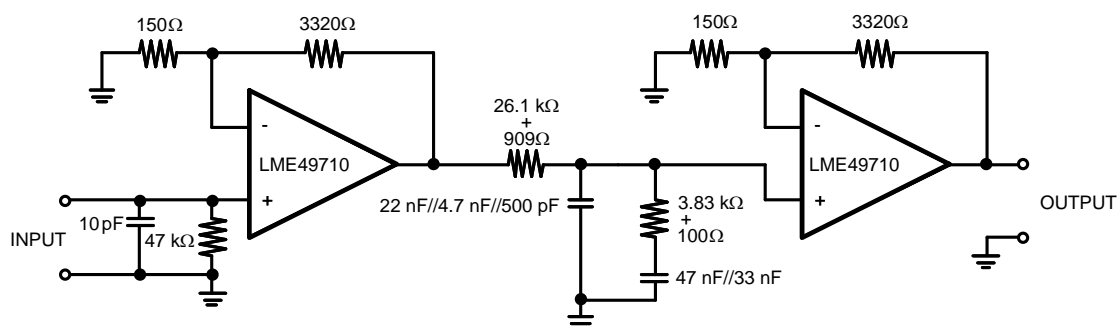 150Ω
3320Ω
150Ω
3320Ω
26.1 kΩ
+
909Ω
-
LME49710
+
-
LME49710
+
22 nF//4.7 nF//500 pF
3.83 kΩ
+
100Ω
47 nF//33 nF
10pF
47 kΩ
INPUT
OUTPUT